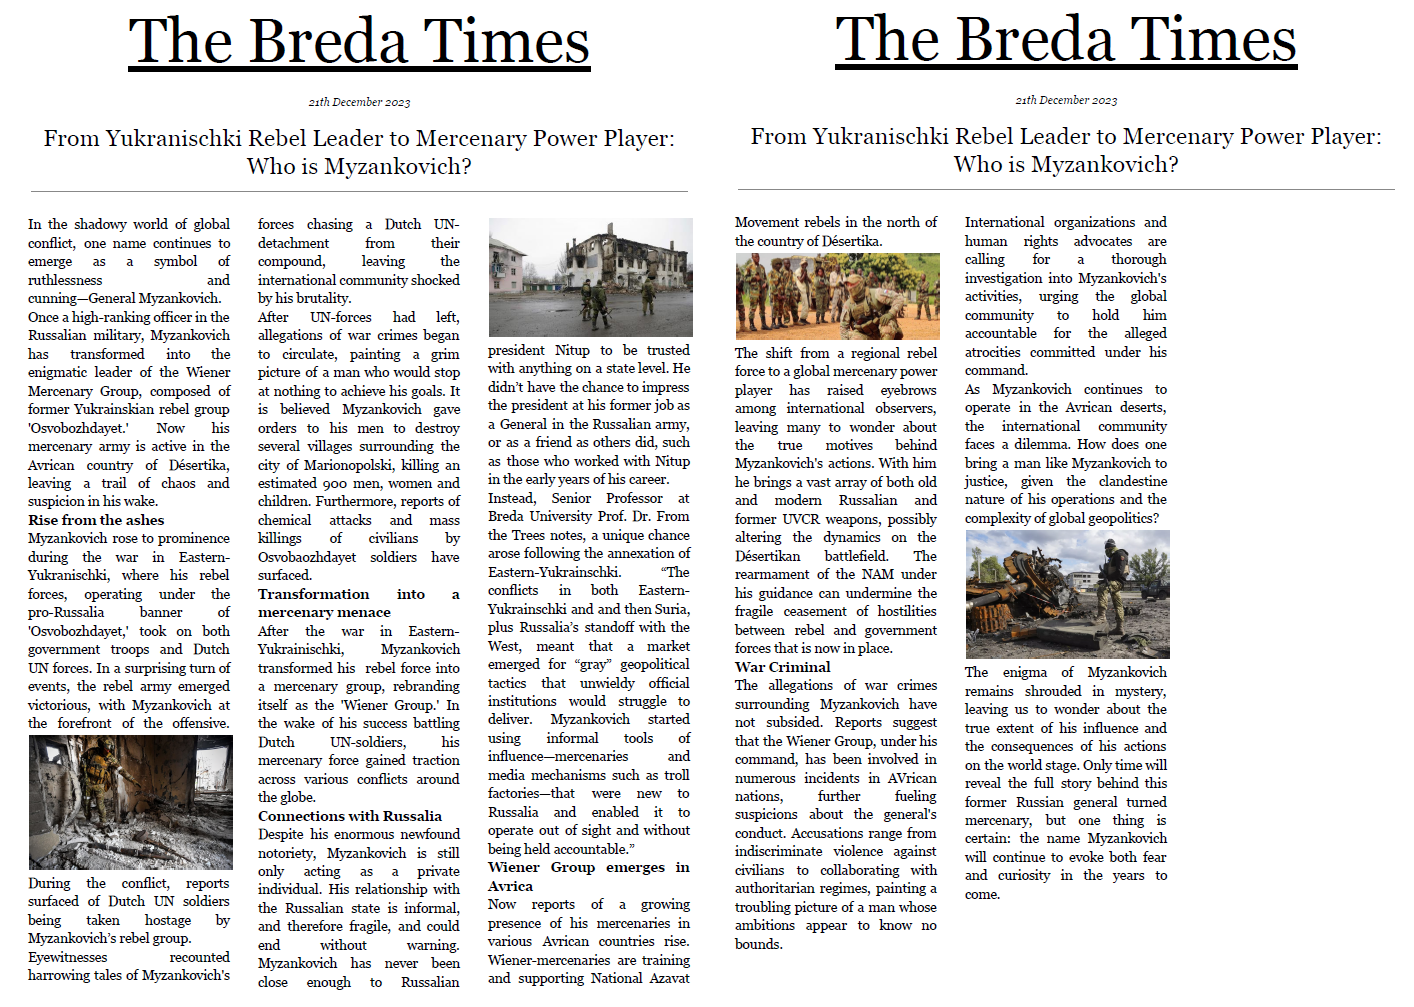 The Breda Times
21th December 2023
From Yukranischki Rebel Leader to Mercenary Power Player:
Who is Myzankovich?
In the shadowy world of global
conflict, one name continues to
emerge as a symbol of
ruthlessness and
cunning—General Myzankovich.
Once a high-ranking officer in the
Russalian military, Myzankovich
has transformed into the
enigmatic leader of the Wiener
Mercenary Group, composed of
former Yukrainskian rebel group
'Osvobozhdayet.' Now his
mercenary army is active in the
Avrican country of Désertika,
leaving a trail of chaos and
suspicion in his wake.
Rise from the ashes
Myzankovich rose to prominence
during the war in Eastern-
Yukranischki, where his rebel
forces, operating under the
pro-Russalia banner of
'Osvobozhdayet,' took on both
government troops and Dutch
UN forces. In a surprising turn of
events, the rebel army emerged
victorious, with Myzankovich at
the forefront of the offensive.
During the conflict, reports
surfaced of Dutch UN soldiers
being taken hostage by
Myzankovich's rebel group.
Eyewitnesses recounted
harrowing tales of Myzankovich's
forces chasing a Dutch UN-
detachment from their
compound, leaving the
international community shocked
by his brutality.
After UN-forces had left,
allegations of war crimes began
to circulate, painting a grim
picture of a man who would stop
at nothing to achieve his goals. It
is believed Myzankovich gave
orders to his men to destroy
several villages surrounding the
city of Marionopolski, killing an
estimated 900 men, women and
children. Furthermore, reports of
chemical attacks and mass
killings of civilians by
Osvobaozhdayet soldiers have
surfaced.
Transformation into a
mercenary menace
After the war in Eastern-
Yukrainischki, Myzankovich
transformed his rebel force into
a mercenary group, rebranding
itself as the 'Wiener Group.' In
the wake of his success battling
Dutch UN-soldiers, his
mercenary force gained traction
across various conflicts around
the globe.
Connections with Russalia
Despite his enormous newfound
notoriety, Myzankovich is still
only acting as a private
individual. His relationship with
the Russalian state is informal,
and therefore fragile, and could
end without warning.
Myzankovich has never been
close enough to Russalian
president Nitup to be trusted
with anything on a state level. He
didn't have the chance to impress
the president at his former job as
a General in the Russalian army,
or as a friend as others did, such
as those who worked with Nitup
in the early years of his career.
Instead, Senior Professor at
Breda University Prof. Dr. From
the Trees notes, a unique chance
arose following the annexation of
Eastern-Yukrainschki. “The
conflicts in both Eastern-
Yukrainschki and and then Suria,
plus Russalia’s standoff with the
West, meant that a market
emerged for “gray” geopolitical
tactics that unwieldy official
institutions would struggle to
deliver. Myzankovich started
using informal tools of
influence—mercenaries and
media mechanisms such as troll
factories—that were new to
Russalia and enabled it to
operate out of sight and without
being held accountable.”
Wiener Group emerges in
Avrica
Now reports of a growing
presence of his mercenaries in
various Avrican countries rise.
Wiener-mercenaries are training
and supporting National Azavat
The Breda Times
21th December 2023
From Yukranischki Rebel Leader to Mercenary Power Player:
Who is Myzankovich?
Movement rebels in the north of
the country of Désertika.
The shift from a regional rebel
force to a global mercenary power
player has raised eyebrows
among international observers,
leaving many to wonder about
the true motives behind
Myzankovich's actions. With him
he brings a vast array of both old
and modern Russalian and
former UVCR weapons, possibly
altering the dynamics on the
Désertikan battlefield. The
rearmament of the NAM under
his guidance can undermine the
fragile ceasement of hostilities
between rebel and government
forces that is now in place.
War Criminal
The allegations of war crimes
surrounding Myzankovich have
not subsided. Reports suggest
that the Wiener Group, under his
command, has been involved in
numerous incidents in AVrican
nations, further fueling
suspicions about the general's
conduct. Accusations range from
indiscriminate violence against
civilians to collaborating with
authoritarian regimes, painting a
troubling picture of a man whose
ambitions appear to know no
bounds.
International organizations and
human rights advocates are
calling for a thorough
investigation into Myzankovich's
activities, urging the global
community to hold him
accountable for the alleged
atrocities committed under his
command.
As Myzankovich continues to
operate in the Avrican deserts,
the international community
faces a dilemma. How does one
bring a man like Myzankovich to
justice, given the clandestine
nature of his operations and the
complexity of global geopolitics?
The enigma of Myzankovich
remains shrouded in mystery,
leaving us to wonder about the
true extent of his influence and
the consequences of his actions
on the world stage. Only time will
reveal the full story behind this
former Russian general turned
mercenary, but one thing is
certain: the name Myzankovich
will continue to evoke both fear
and curiosity in the years to
come.